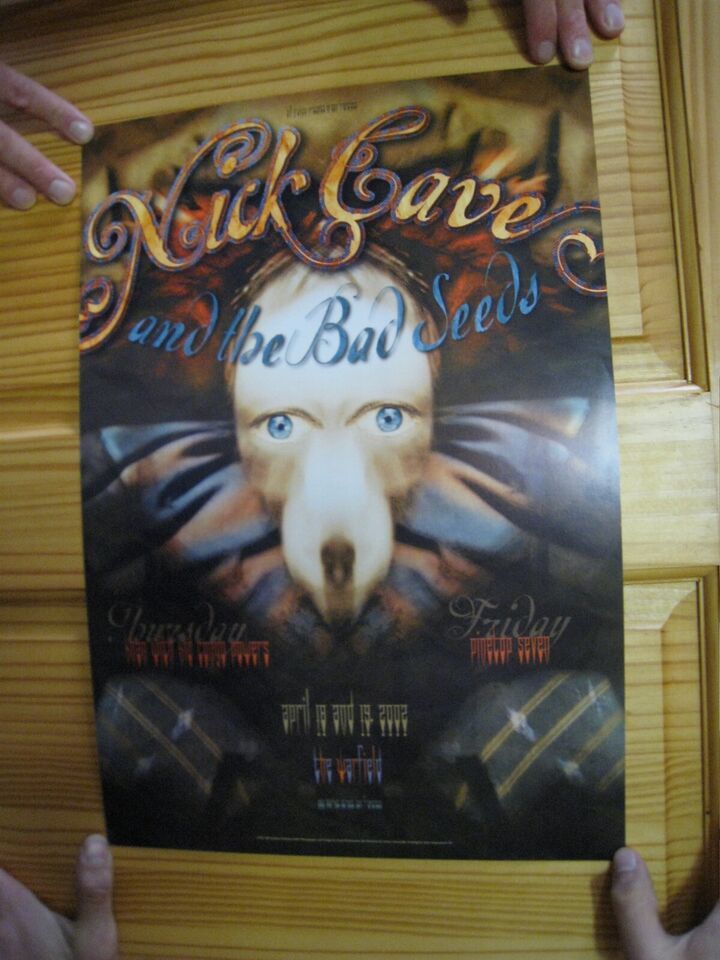 Nick Cave
and the Bad Seeds
Thursday
Friday
pinetop seven
april 18 and 19, 2002
the warfield